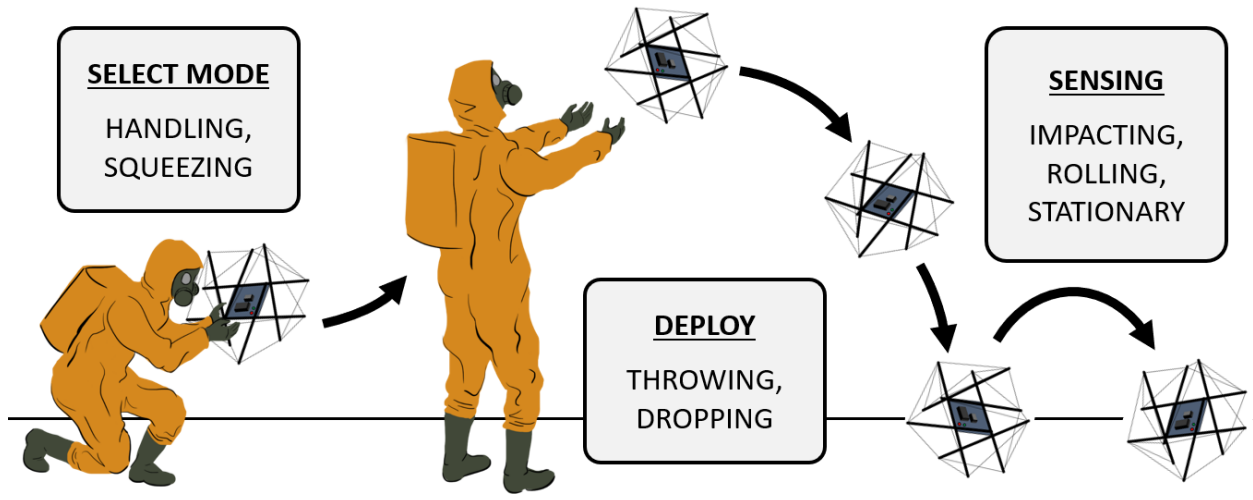 SELECT MODE
HANDLING,
SQUEEZING
DEPLOY
THROWING,
DROPPING
SENSING
IMPACTING,
ROLLING,
STATIONARY